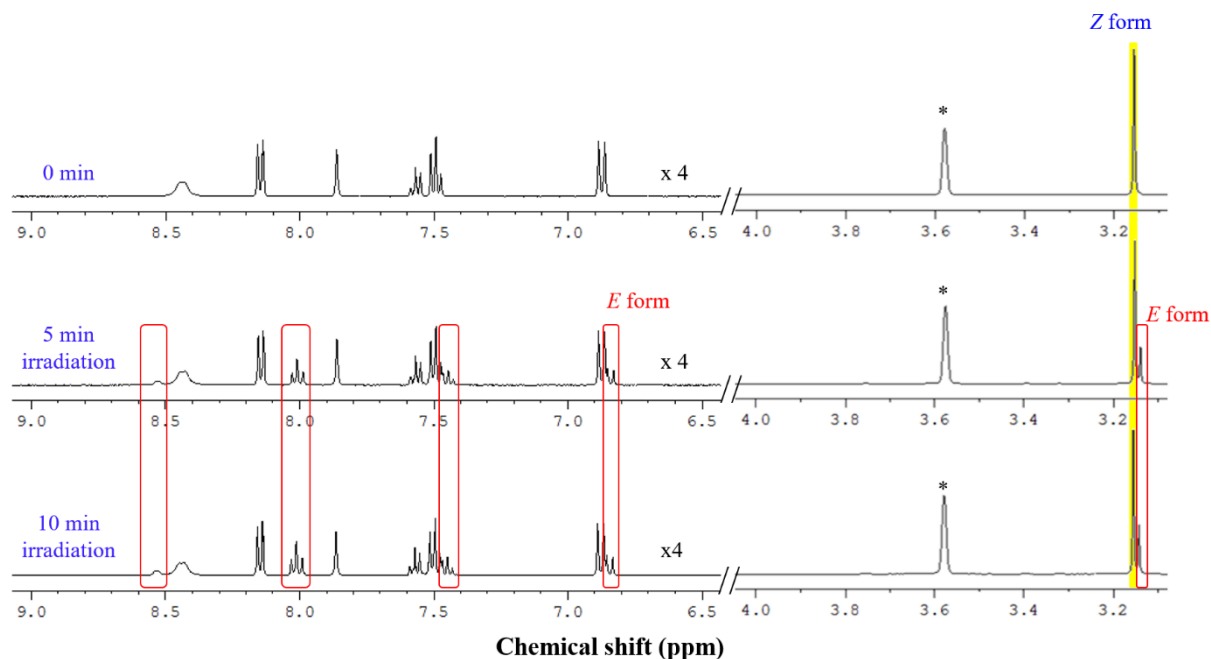 Z form
*
0 min
x 4
9.0 8.5 8.0 7.5 7.0 6.5 4.0 3.8 3.6 3.4 3.2
*
E form
E form
5 min
irradiation
x 4
9.0 8.5 8.0 7.5 7.0 6.5 4.0 3.8 3.6 3.4 3.2
*
10 min
irradiation
x4
9.0 8.5 8.0 7.5 7.0 6.5 4.0 3.8 3.6 3.4 3.2
Chemical shift (ppm)